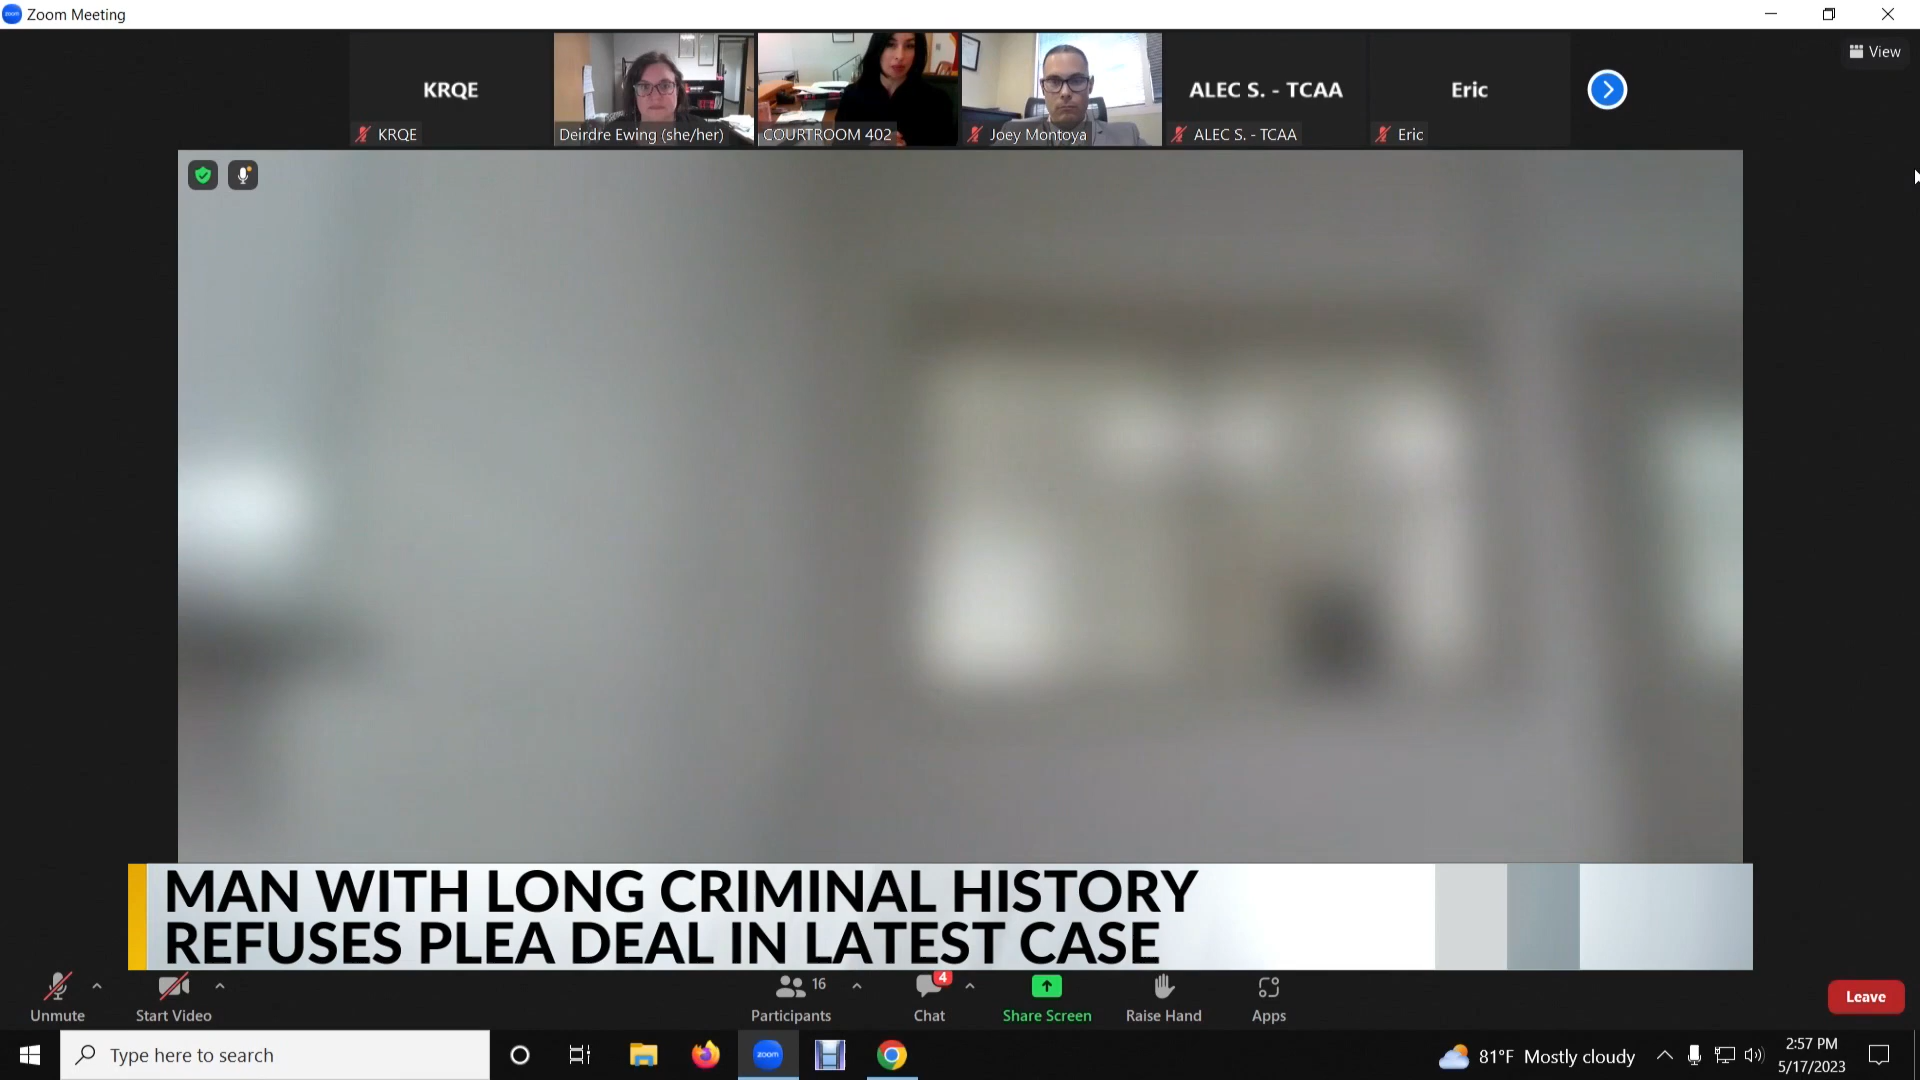 Zoom Meeting
View
KRQE
ALEC S. - TCAA
Eric
KRQE
Deirdre Ewing (she/her)
COURTROOM 402
Joey Montoya
ALEC S. - TCAA
Eric
MAN WITH LONG CRIMINAL HISTORY
REFUSES PLEA DEAL IN LATEST CASE
16
4
Unmute
Start Video
Participants
Chat
Share Screen
Raise Hand
Apps
Leave
Type here to search
zoom
81°F Mostly cloudy
2:57 PM
5/17/2023